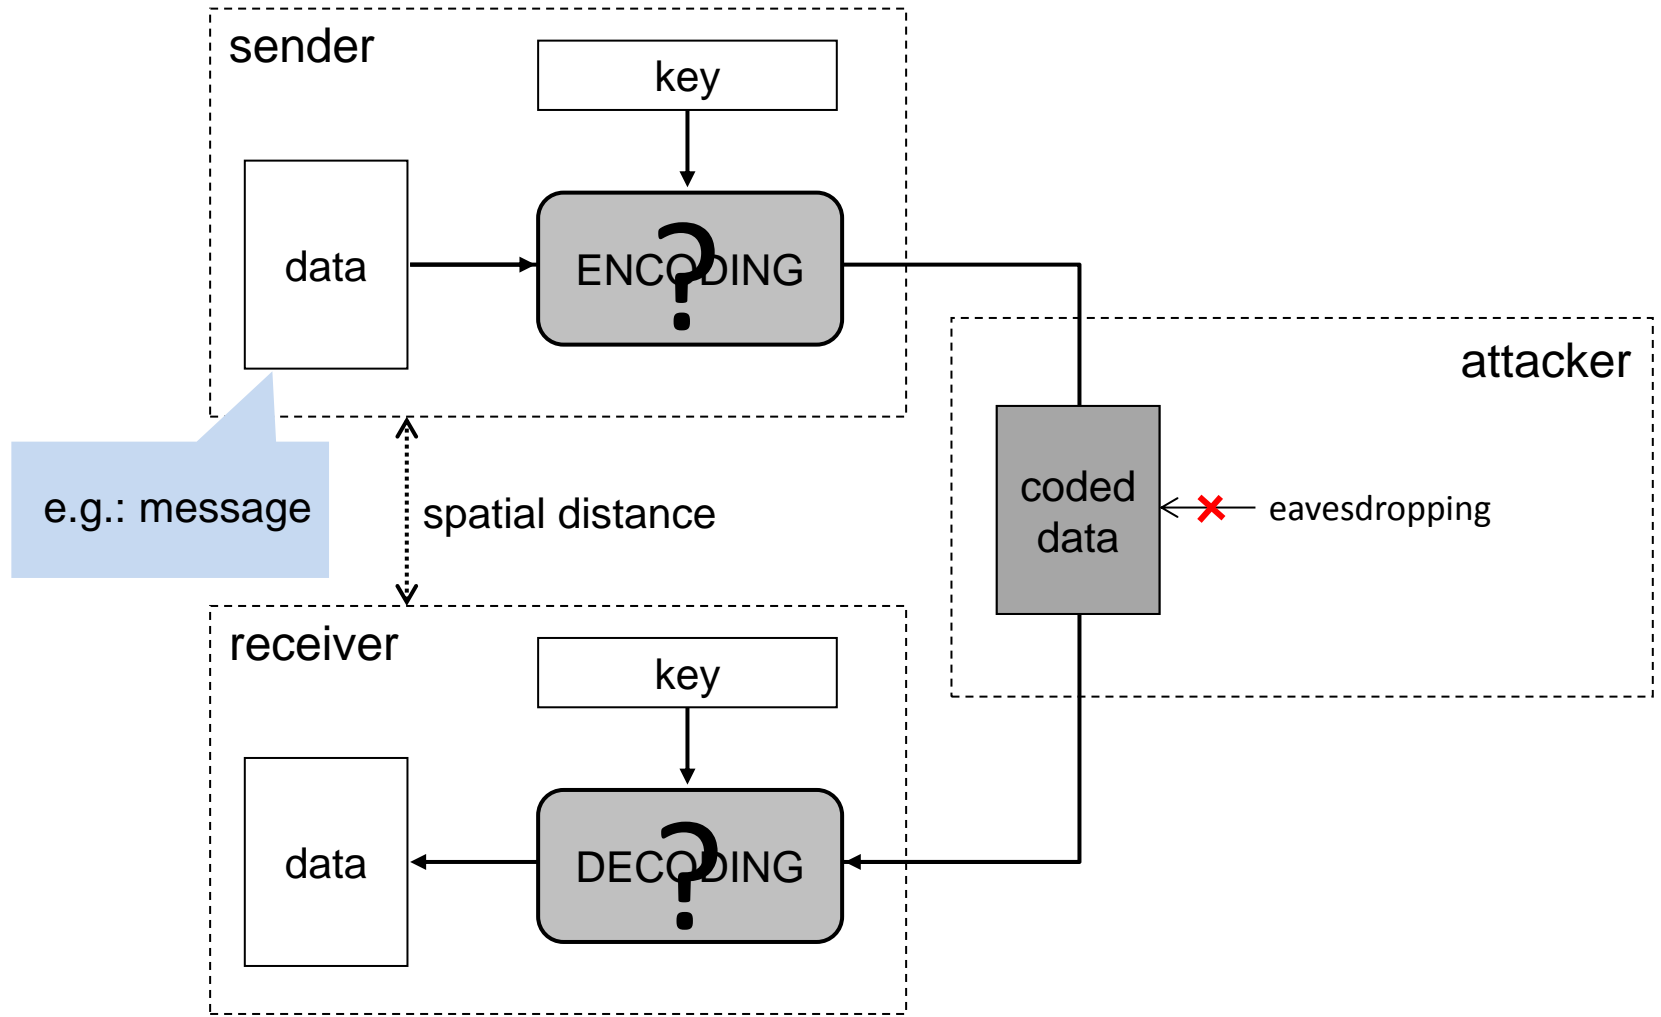 sender
key
data
ENCODING
?
attacker
e.g.: message
spatial distance
coded
data
eavesdropping
receiver
key
data
DECODING
?